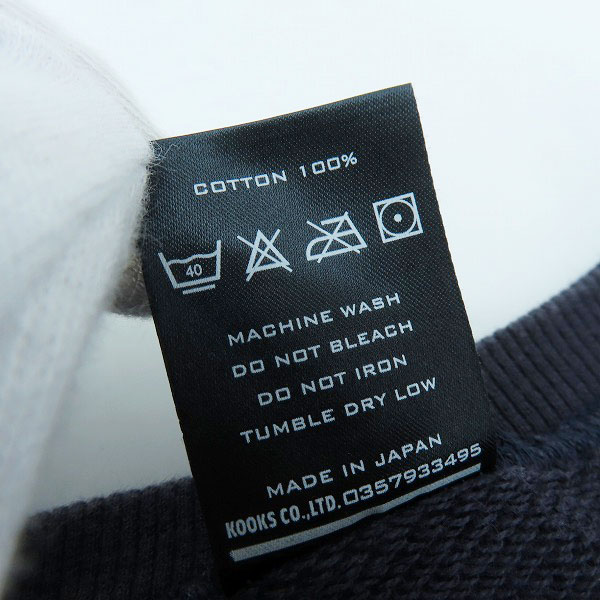 COTTON 100%
40
MACHINE WASH
DO NOT BLEACH
DO NOT IRON
TUMBLE DRY LOW
MADE IN JAPAN
KOOKS CO.,LTD. 0357933495